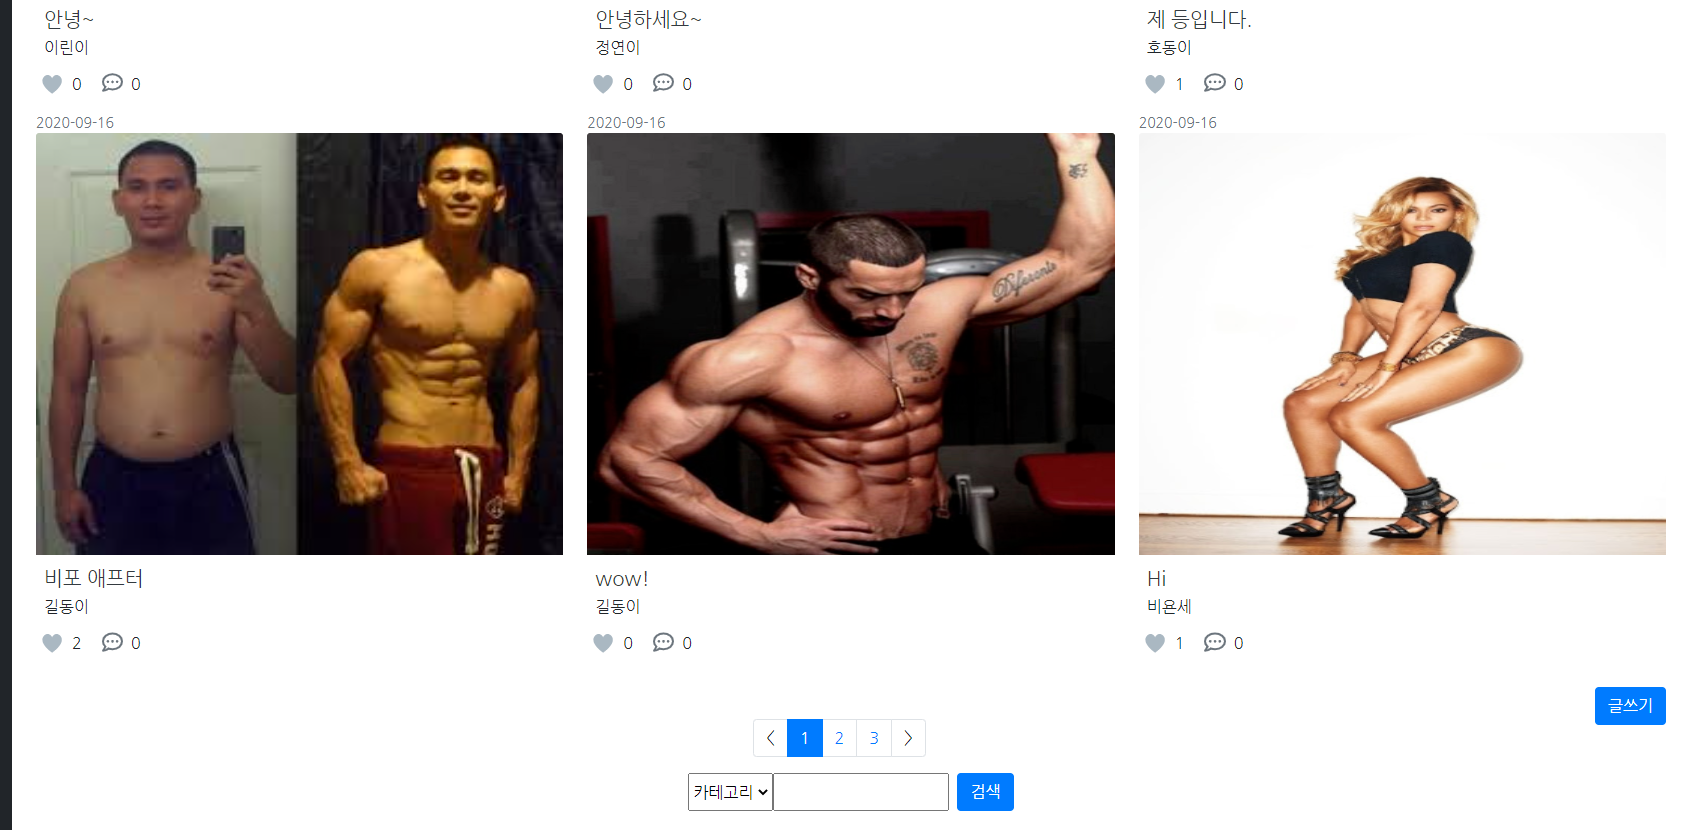 안녕~
이린이
0 0
안녕하세요~
정연이
0 0
제 등입니다.
호동이
1 0
2020-09-16
비포 애프터
길동이
2 0
2020-09-16
Diferente
wow!
길동이
0 0
2020-09-16
Hi
비욘세
1 0
글쓰기
< 1 2 3 >
카테고리 검색